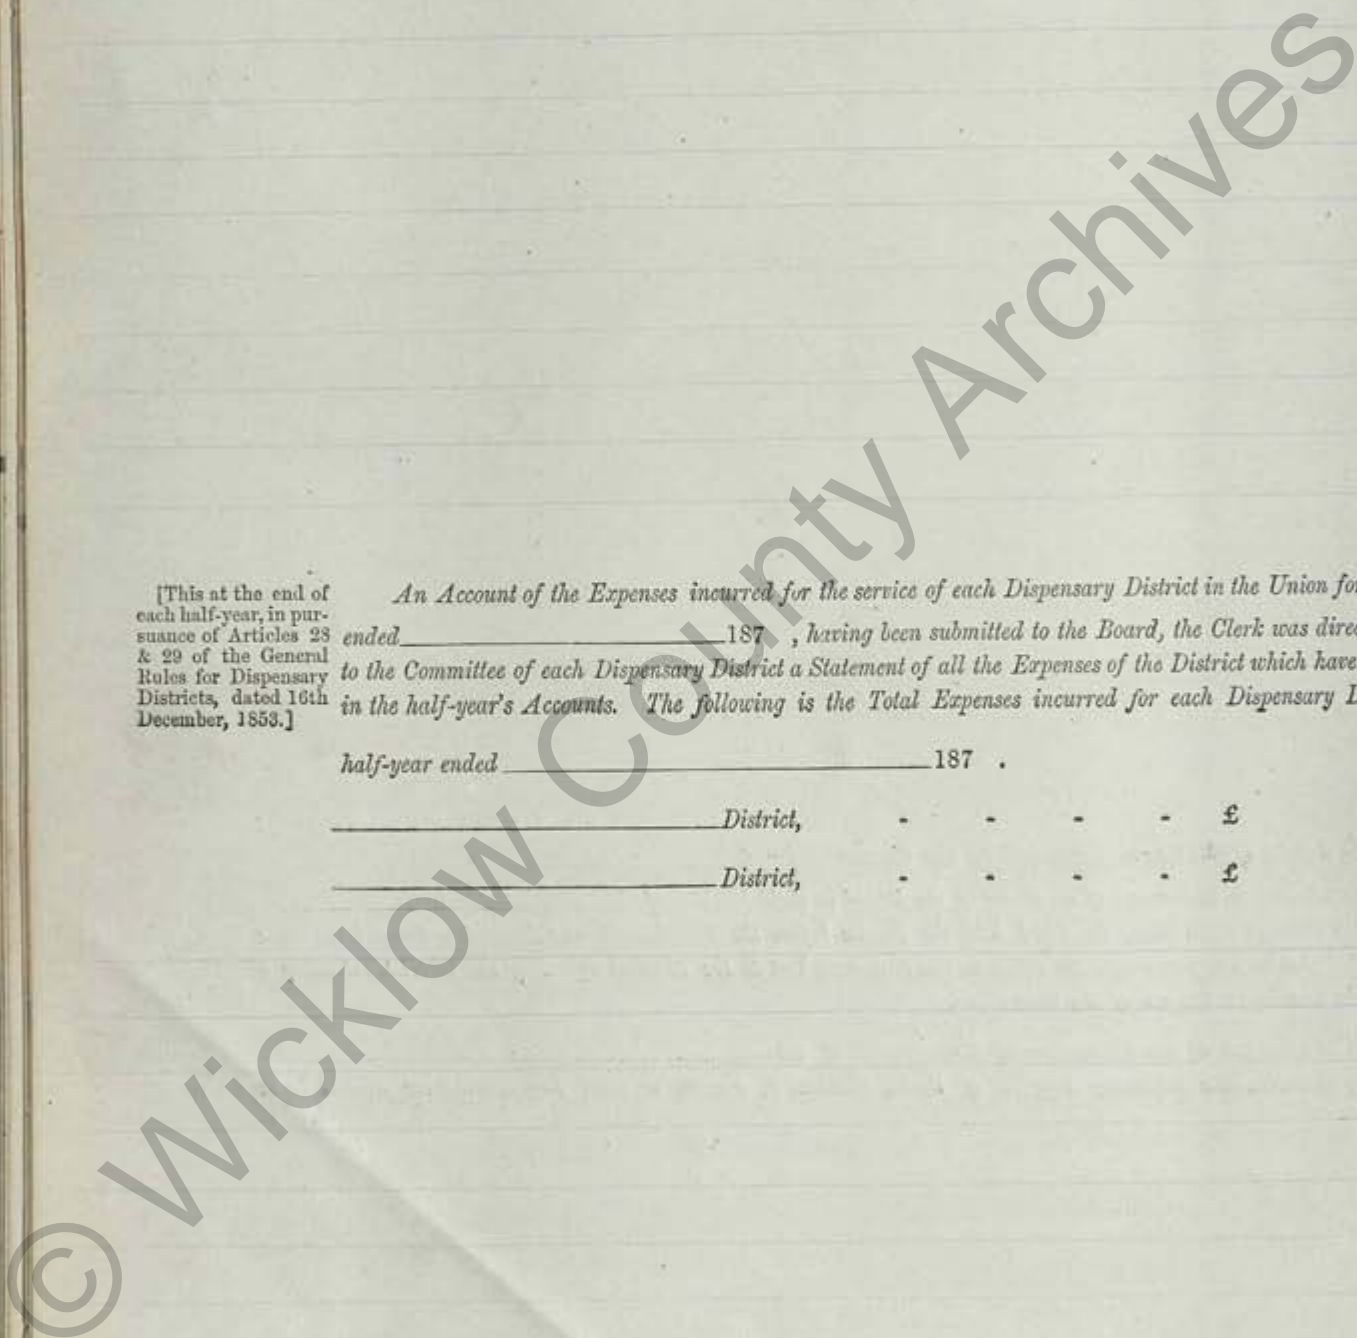 [This at the end of
each half-year, in pur-
suance of Articles 28
& 29 of the General
Rules for Dispensary
Districts, dated 16th
December, 1853.]
An Account of the Expenses incurred for the service of each Dispensary District in the Union for
ended 187 , having been submitted to the Board, the Clerk was direc
to the Committee of each Dispensary District a Statement of all the Expenses of the District which have
in the half-year's Accounts. The following is the Total Expenses incurred for each Dispensary D
half-year ended 187 .
District, - - - - £
District, - - - - £
© Wicklow County Archives